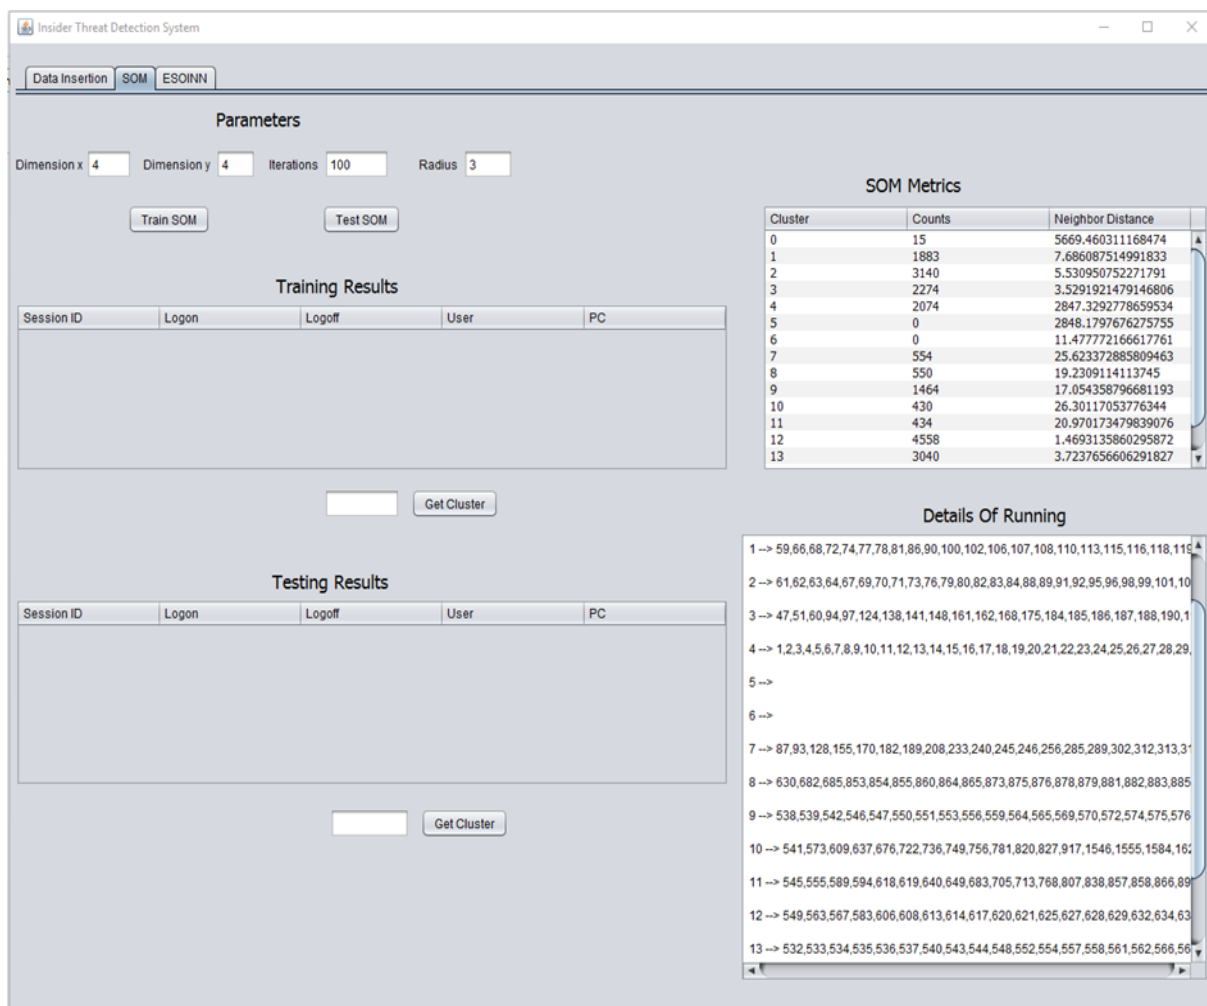 Insider Threat Detection System
Data Insertion SOM ESOINN
Parameters
Dimension x 4 Dimension y 4 Iterations 100 Radius 3
Train SOM Test SOM
Training Results
Session ID Logon Logoff User PC
Get Cluster
Testing Results
Session ID Logon Logoff User PC
Get Cluster
SOM Metrics
Cluster Counts Neighbor Distance
0 15 5669.460311168474
1 1883 7.686087514991833
2 3140 5.530950752271791
3 2274 3.5291921479146806
4 2074 2847.3292778659534
5 0 2848.1797676275755
6 0 11.477772166617761
7 554 25.623372885809463
8 550 19.2309114113745
9 1464 17.054358796681193
10 430 26.30117053776344
11 434 20.970173479839076
12 4558 1.4693135860295872
13 3040 3.7237656606291827
Details Of Running
1 --> 59,66,68,72,74,77,78,81,86,90,100,102,106,107,108,110,113,115,116,118,119
2 --> 61,62,63,64,67,69,70,71,73,76,79,80,82,83,84,88,89,91,92,95,96,98,99,101,10
3 --> 47,51,60,94,97,124,138,141,148,161,162,168,175,184,185,186,187,188,190,1
4 --> 1,2,3,4,5,6,7,8,9,10,11,12,13,14,15,16,17,18,19,20,21,22,23,24,25,26,27,28,29,
5 -->
6 -->
7 --> 87,93,128,155,170,182,189,208,233,240,245,246,256,285,289,302,312,313,31
8 --> 630,682,685,853,854,855,860,864,865,873,875,876,878,879,881,882,883,885
9 --> 538,539,542,546,547,550,551,553,556,559,564,565,569,570,572,574,575,576
10 --> 541,573,609,637,676,722,736,749,756,781,820,827,917,1546,1555,1584,162
11 --> 545,555,589,594,618,619,640,649,683,705,713,768,807,838,857,858,866,89
12 --> 549,563,567,583,606,608,613,614,617,620,621,625,627,628,629,632,634,63
13 --> 532,533,534,535,536,537,540,543,544,548,552,554,557,558,561,562,566,56